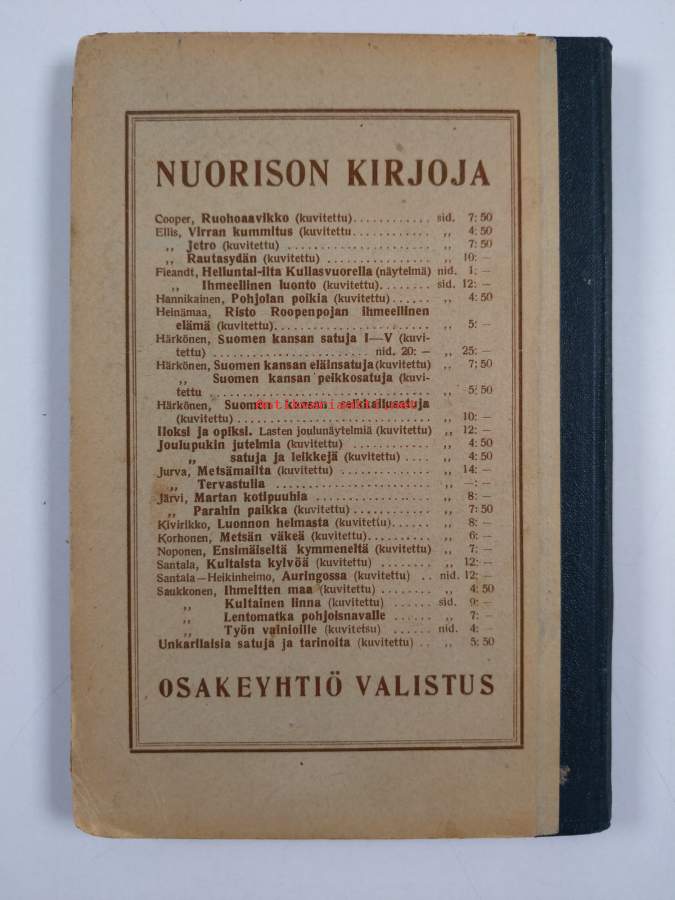 NUORISON KIRJOJA
Cooper, Ruohoaavikko (kuvitettu)............ sid. 7: 50
Ellis, Virran kummitus (kuvitettu............. „ 4: 50
„ Jetro (kuvitettu) ...................... „ 7: 50
„ Rautasydän (kuvitettu) ................ „ 10: —
Fieandt, Helluntai-ilta Kullasvuorella (näytelmä) nid. 1: —
„ Ihmeellinen luonto (kuvitettu)........ sid. 12: —
Hannikainen, Pohjolan poikia (kuvitettu)...... „ 4: 50
Heinämaa, Risto Roopenpojan ihmeellinen
elämä (kuvitettu)........................ „ 5: —
Härkönen, Suomen kansan satuja I—V (kuvi-
tettu) ........................ nid. 20: — „ 25: —
Härkönen, Suomen kansan eläinsatuja (kuvitettu) „ 7: 50
„ Suomen kansan peikkosatuja (kuvi-
tettu ................................... „ 5: 50
Härkönen, Suomen kansan seikkailusatuja
(kuvitettu) .............................. „ 10: —
Iloksi ja opiksi. Lasten joulunäytelmiä (kuvitettu) „ 12: —
Joulupukin jutelmia (kuvitettu) .............. „ 4: 50
„ satuja ja leikkejä (kuvitettu) .... „ 4: 50
Jurva, Metsämailta (kuvitettu) .............. „ 14: —
„ Tervastulia .......................... „ —: —
Järvi, Martan kotipuuhia .................. „ 8: —
„ Parahin paikka (kuvitettu) ............ „ 7: 50
Kivirikko, Luonnon helmasta (kuvitettu)...... „ 8: —
Korhonen, Metsän väkeä (kuvitettu).......... „ 6: —
Noponen, Ensimäiseltä kymmeneltä (kuvitettu) „ 7: —
Santala, Kultaista kylvöä (kuvitettu) ........ „ 12: —
Santala—Heikinheimo, Auringossa (kuvitettu) .. nid. 12: —
Saukkonen, Ihmeitten maa (kuvitettu) ........ „ 4: 50
„ Kultainen linna (kuvitettu) ...... sid. 9: —
„ Lentomatka pohjoisnavalle ...... „ 7: —
„ Työn vainioille (kuvitetsu) ...... nid. 4: —
Unkarilaisia satuja ja tarinoita (kuvitettu) .. „ 5: 50
OSAKEYHTIÖ VALISTUS